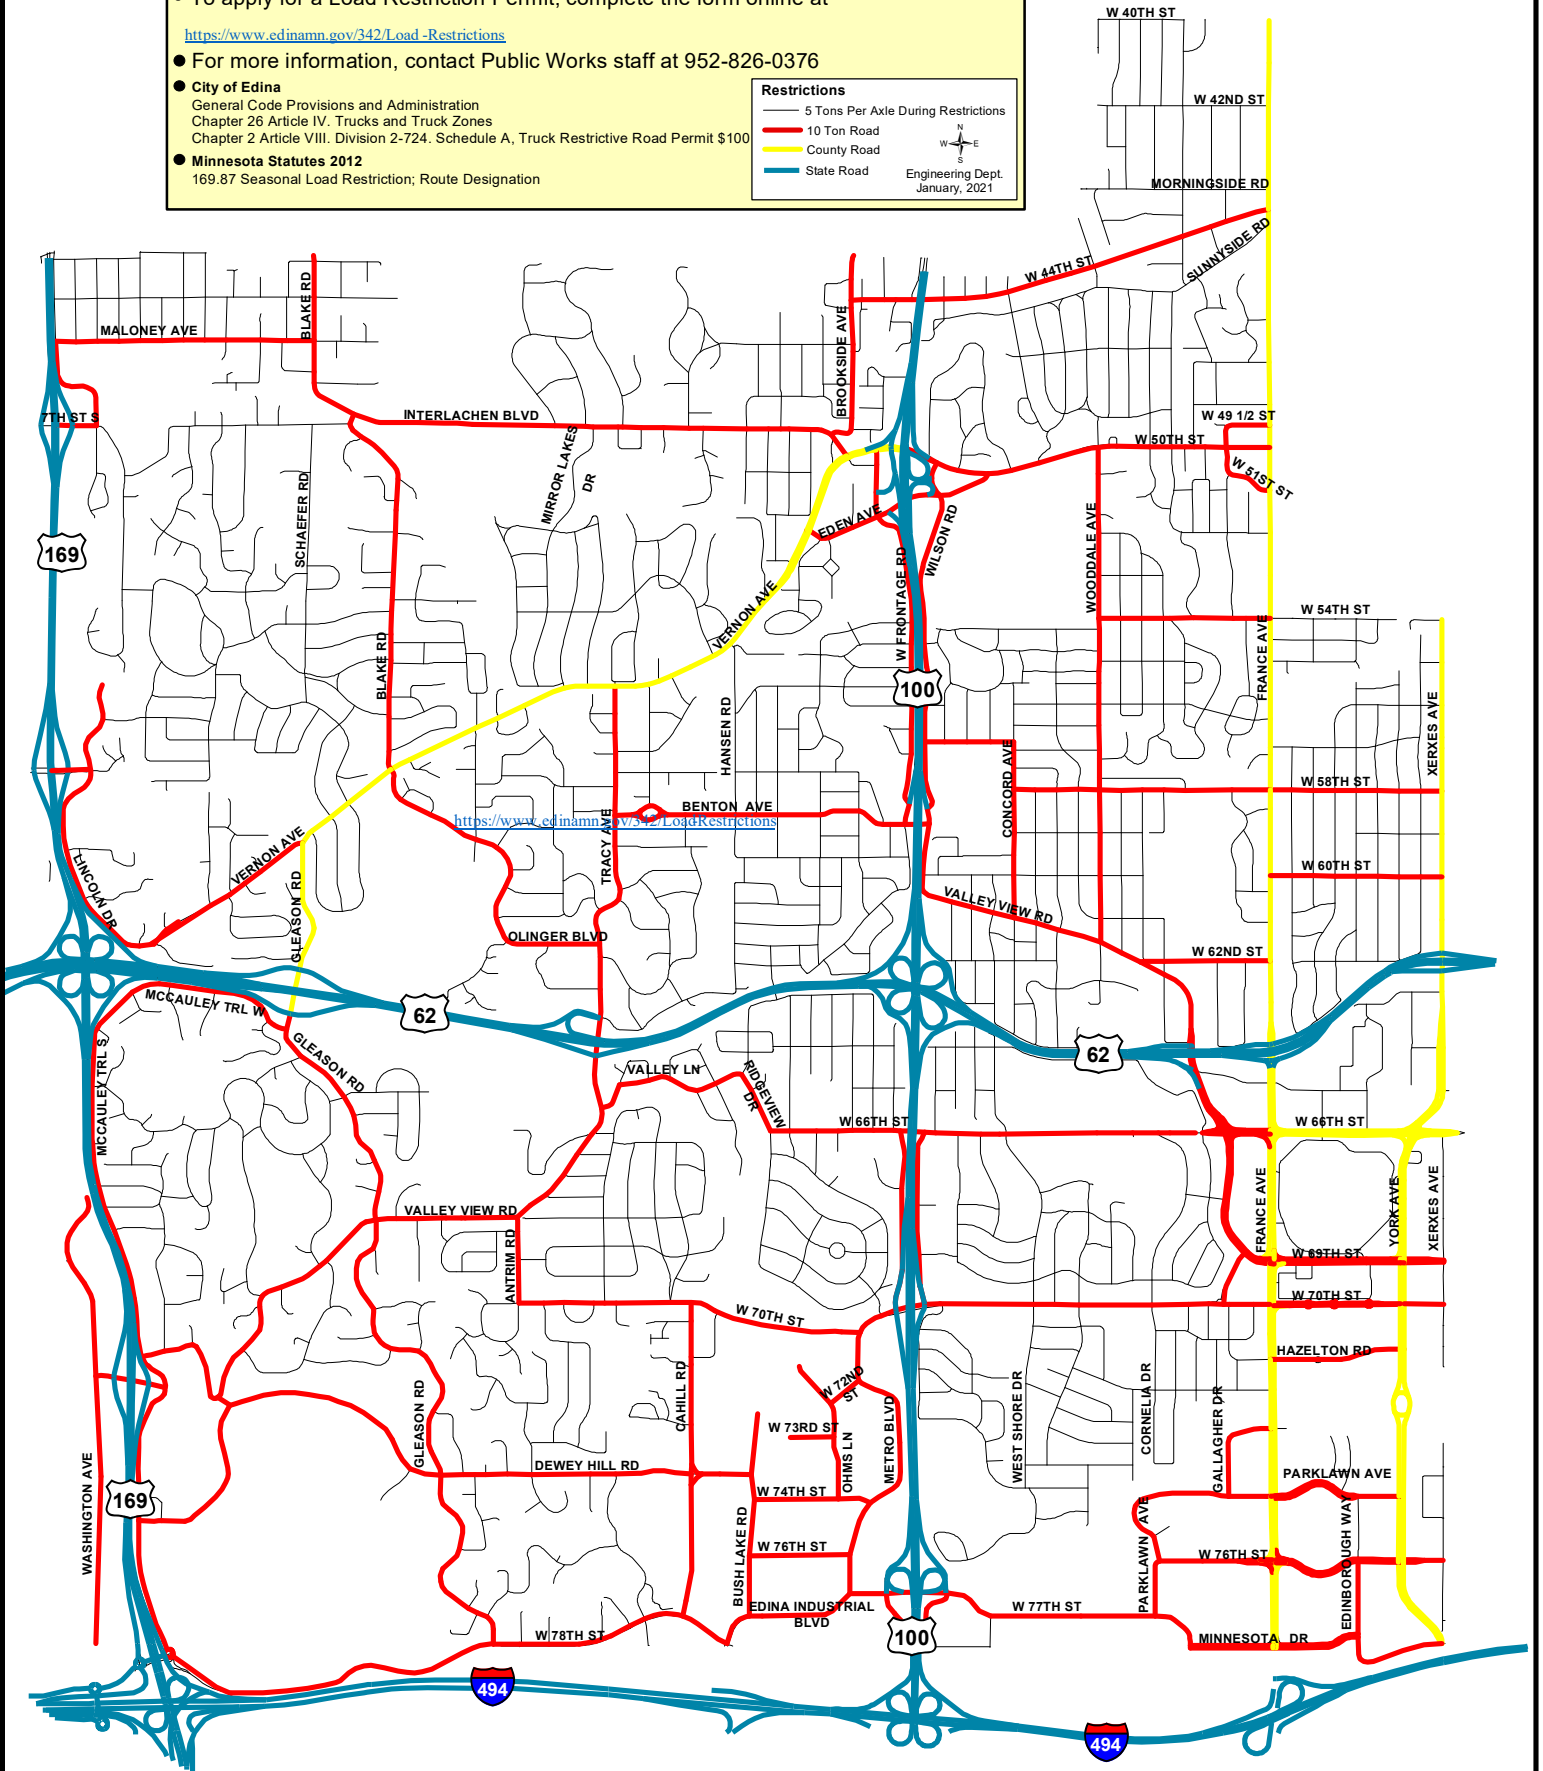 • To apply for a Load Restriction Permit, complete the form online at
https://www.edinamn.gov/342/Load -Restrictions
● For more information, contact Public Works staff at 952-826-0376
● City of Edina
General Code Provisions and Administration
Chapter 26 Article IV. Trucks and Truck Zones
Chapter 2 Article VIII. Division 2-724. Schedule A, Truck Restrictive Road Permit $100
● Minnesota Statutes 2012
169.87 Seasonal Load Restriction; Route Designation
Restrictions
5 Tons Per Axle During Restrictions
10 Ton Road
County Road
State Road
N
W E
S
Engineering Dept.
January, 2021
W 40TH ST
W 42ND ST
MORNINGSIDE RD
SUNNYSIDE RD
W 44TH ST
BLAKE RD
MALONEY AVE
BROOKSIDE AVE
7TH ST S
INTERLACHEN BLVD
W 49 1/2 ST
W 50TH ST
W 51ST ST
MIRROR LAKES
DR
SCHAEFER RD
EDEN AVE
WILSON RD
WOODDALE AVE
169
W FRONTAGE RD
VERNON AVE
W 54TH ST
BLAKE RD
FRANCE AVE
100
HANSEN RD
XERXES AVE
CONCORD AVE
W 58TH ST
BENTON AVE
https://www.edinamn.gov/342/LoadRestrictions
TRACY AVE
VERNON AVE
LINCOLN DR
GLEASON RD
W 60TH ST
VALLEY VIEW RD
OLINGER BLVD
W 62ND ST
MCCAULEY TRL W
62
62
GLEASON RD
MCCAULEY TRL S
VALLEY LN
RIDGEVIEW
DR
W 66TH ST
W 66TH ST
VALLEY VIEW RD
ANTRIM RD
FRANCE AVE
YORK AVE
XERXES AVE
W 69TH ST
W 70TH ST
W 70TH ST
HAZELTON RD
W 72ND
ST
CAHILL RD
GLEASON RD
W 73RD ST
OHMS LN
METRO BLVD
WEST SHORE DR
CORNELIA DR
GALLAGHER DR
DEWEY HILL RD
PARKLAWN AVE
WASHINGTON AVE
169
W 74TH ST
BUSH LAKE RD
W 76TH ST
PARKLAWN AVE
W 76TH ST
EDINBOROUGH WAY
EDINA INDUSTRIAL
BLVD
W 77TH ST
W 78TH ST
100
MINNESOTA DR
494
494